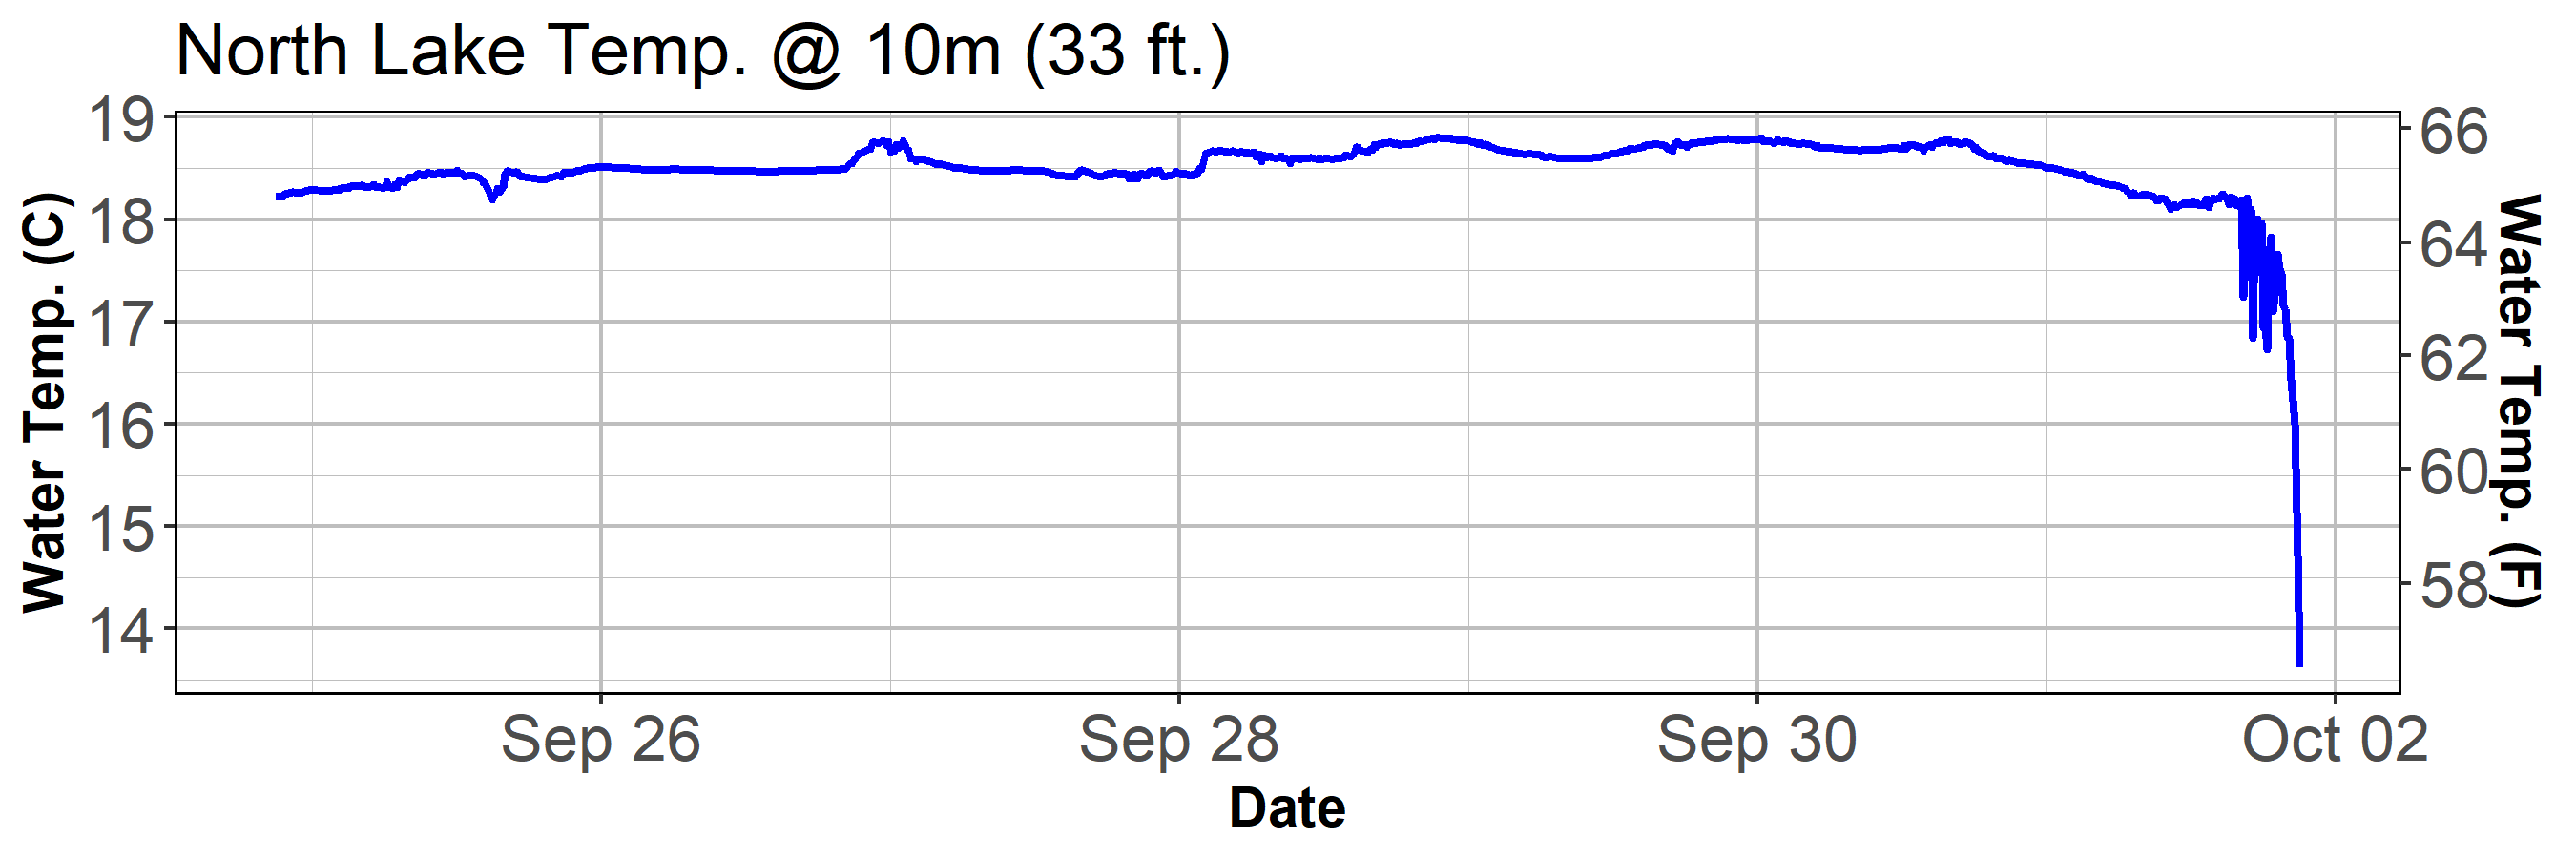 North Lake Temp. @ 10m (33 ft.)
Water Temp. (C)
19
18
17
16
15
14
66
64
62
60
58
Water Temp. (F)
Sep 26
Sep 28
Sep 30
Oct 02
Date